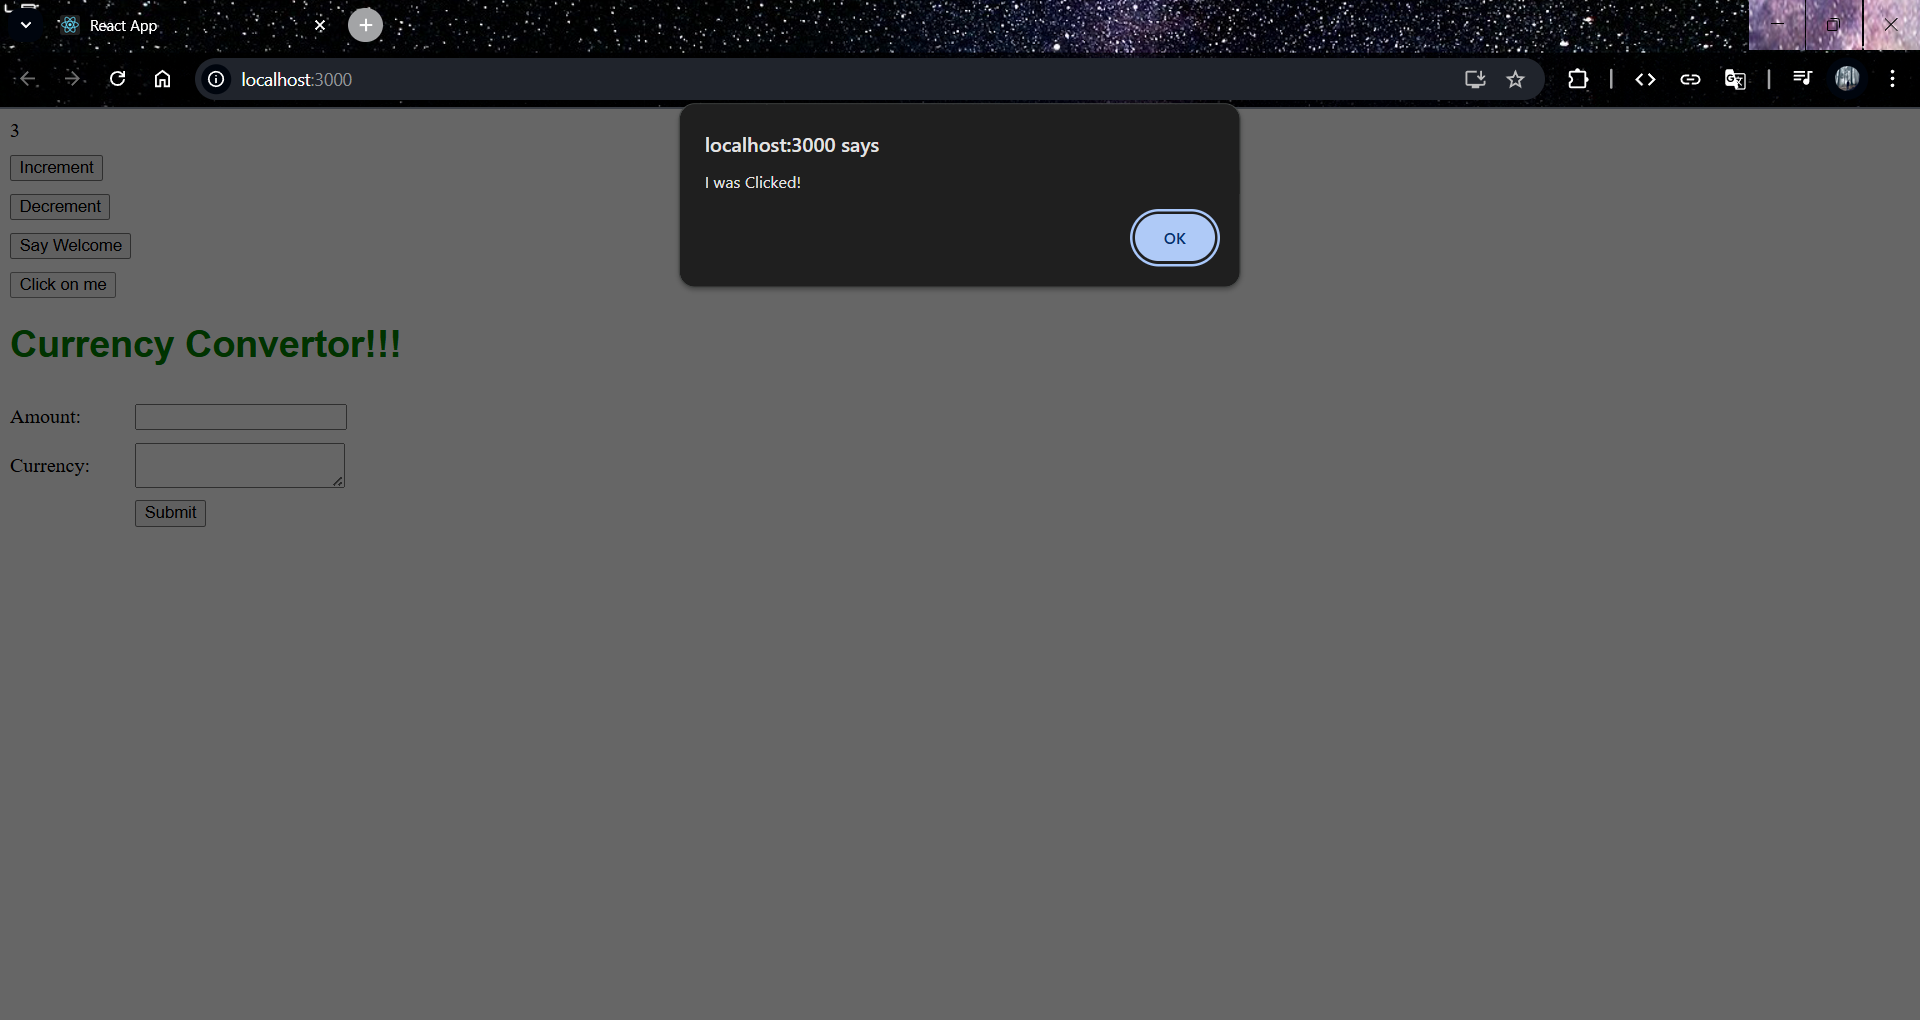 React App
localhost:3000
localhost:3000 says
I was Clicked!
OK
3
Increment
Decrement
Say Welcome
Click on me
Currency Convertor!!!
Amount:
Currency:
Submit